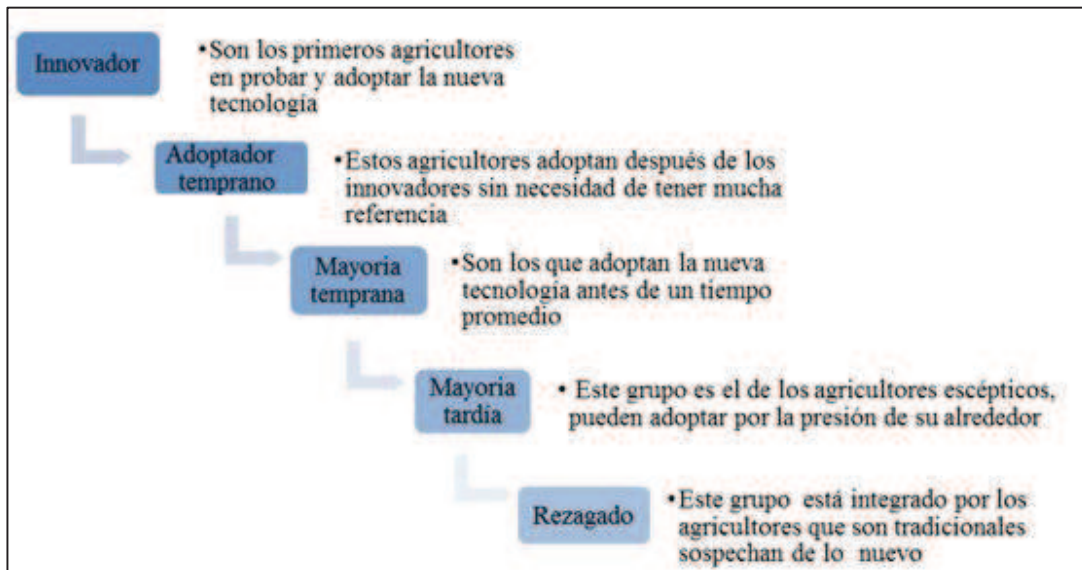 Innovador
•Son los primeros agricultores
en probar y adoptar la nueva
tecnología
Adoptador
temprano
•Estos agricultores adoptan después de los
innovadores sin necesidad de tener mucha
referencia
Mayoria
temprana
•Son los que adoptan la nueva
tecnologia antes de un tiempo
promedio
Mayoria
tardía
• Este grupo es el de los agricultores escépticos,
pueden adoptar por la presión de su alrededor
Rezagado
•Este grupo está integrado por los
agricultores que son tradicionales
sospechan de lo nuevo